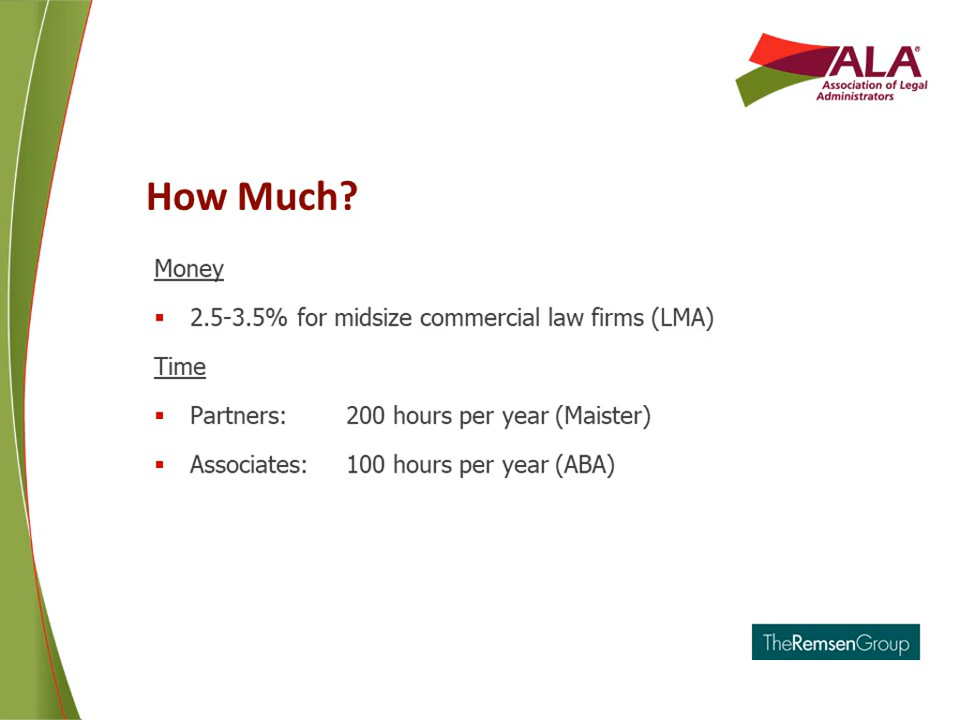 ALA®
Association of Legal
Administrators
How Much?
Money
▪ 2.5-3.5% for midsize commercial law firms (LMA)
Time
▪ Partners: 200 hours per year (Maister)
▪ Associates: 100 hours per year (ABA)
TheRemsenGroup